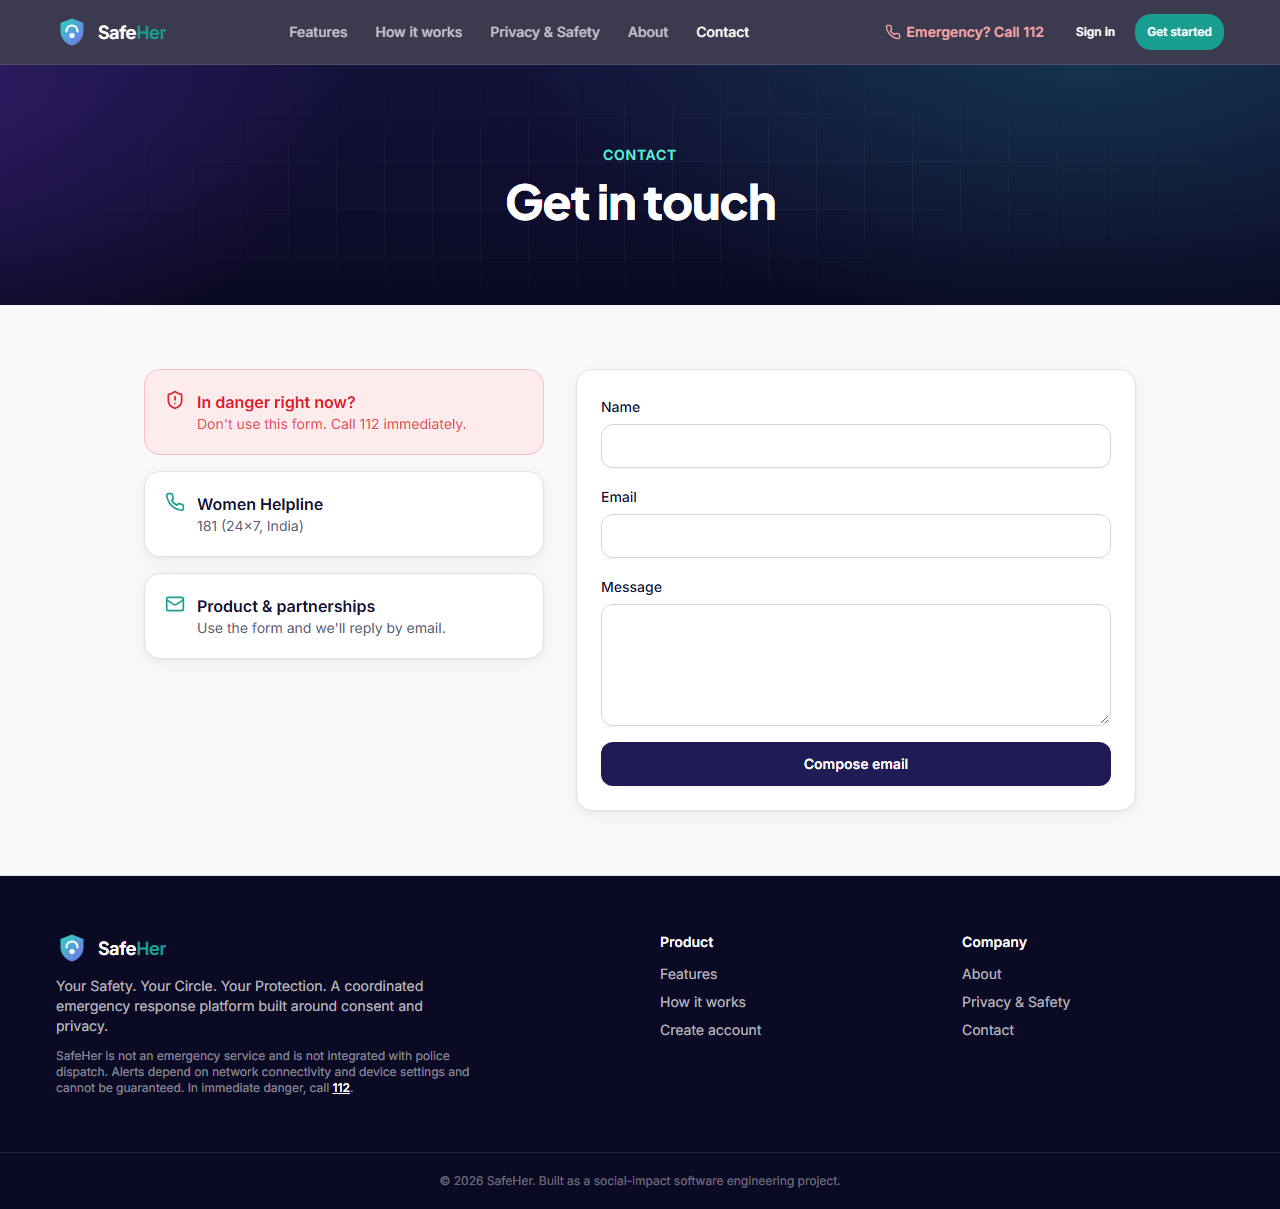 SafeHer
Features
How it works
Privacy & Safety
About
Contact
Emergency? Call 112
Sign in
Get started
CONTACT
Get in touch
In danger right now?
Don't use this form. Call 112 immediately.
Women Helpline
181 (24×7, India)
Product & partnerships
Use the form and we'll reply by email.
Name
Email
Message
Compose email
SafeHer
Your Safety. Your Circle. Your Protection. A coordinated
emergency response platform built around consent and
privacy.
SafeHer is not an emergency service and is not integrated with police
dispatch. Alerts depend on network connectivity and device settings and
cannot be guaranteed. In immediate danger, call 112.
Product
Features
How it works
Create account
Company
About
Privacy & Safety
Contact
© 2026 SafeHer. Built as a social-impact software engineering project.